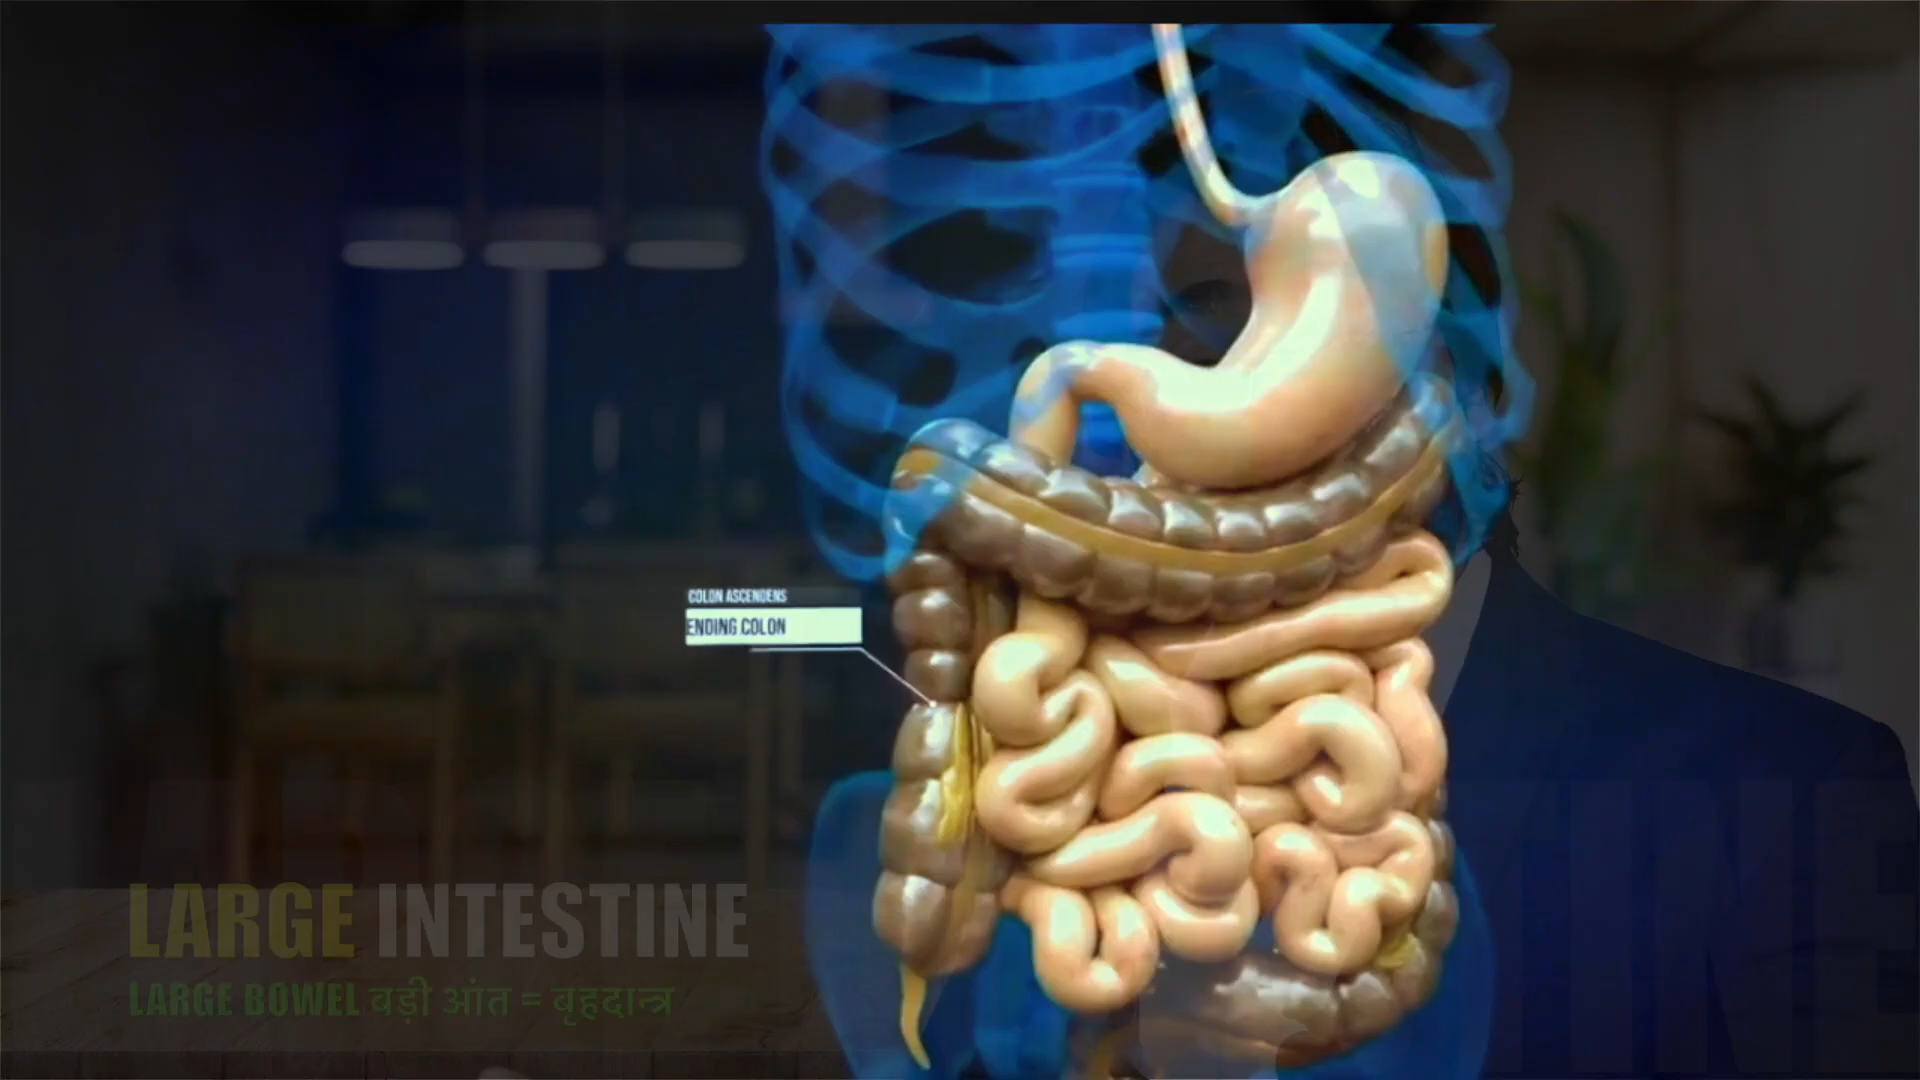 COLON ASCENDENS
ENDING COLON
LARGE INTESTINE
LARGE BOWEL बड़ी आंत = बृहदान्त्र